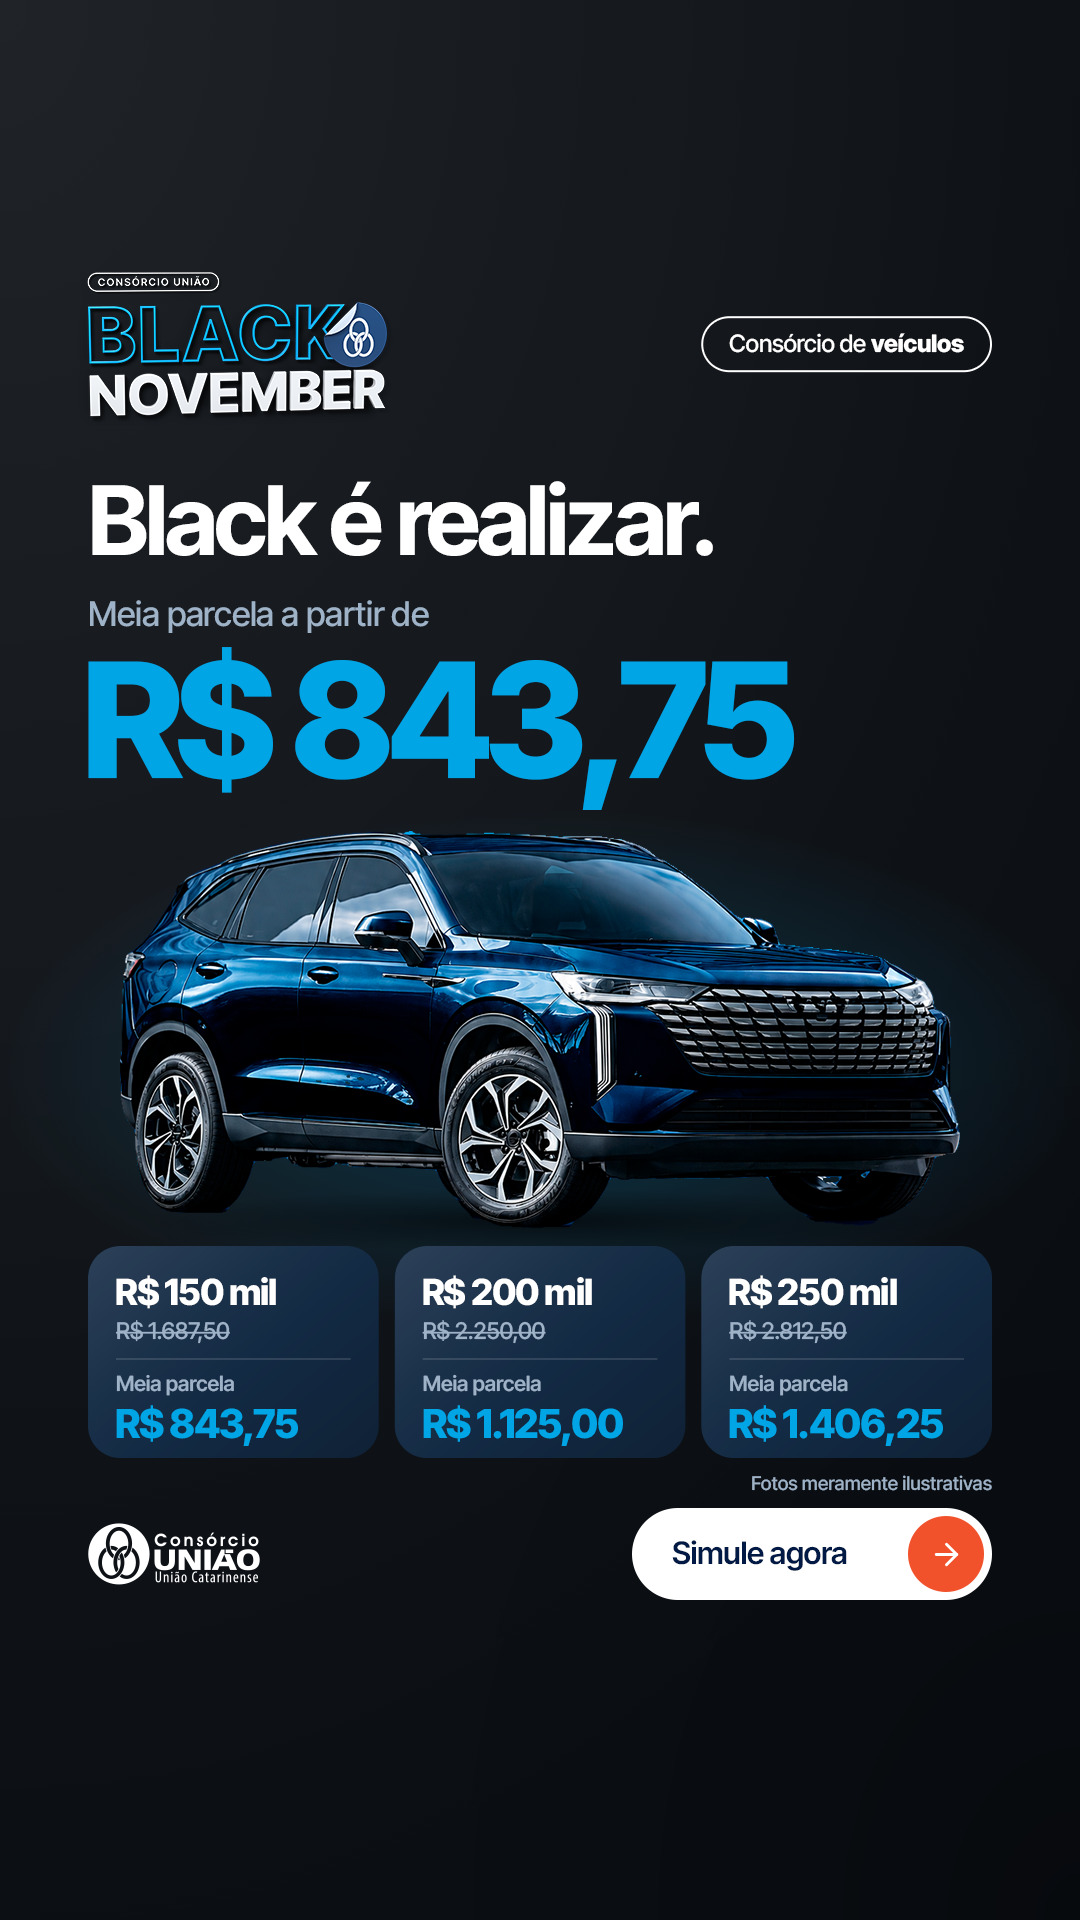 CONSÓRCIO UNIÃO
BLACK
NOVEMBER
Consórcio de veículos
Black é realizar.
Meia parcela a partir de
R$ 843,75
R$ 150 mil
R$ 1.687,50
Meia parcela
R$ 843,75
R$ 200 mil
R$ 2.250,00
Meia parcela
R$ 1.125,00
R$ 250 mil
R$ 2.812,50
Meia parcela
R$ 1.406,25
Fotos meramente ilustrativas
Consórcio
UNIÃO
União Catarinense
Simule agora